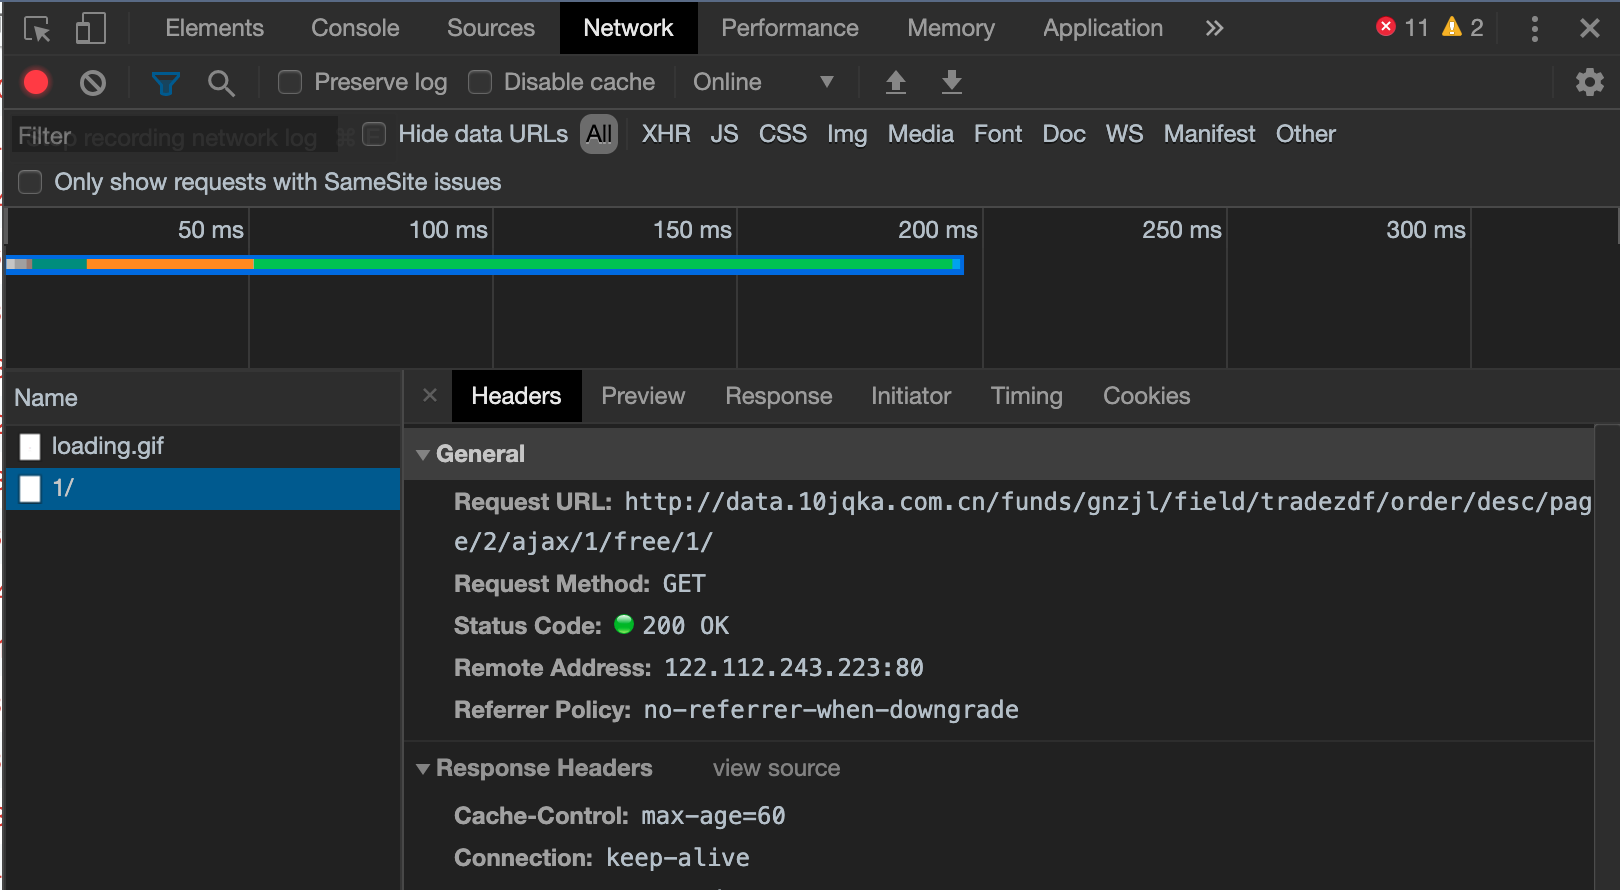 Elements Console Sources Network Performance Memory Application » 11 2
Preserve log Disable cache Online
Filter Stop recording network log ⌘ E Hide data URLs All XHR JS CSS Img Media Font Doc WS Manifest Other
Only show requests with SameSite issues
50 ms 100 ms 150 ms 200 ms 250 ms 300 ms
Name
loading.gif
1/
Headers Preview Response Initiator Timing Cookies
General
Request URL: http://data.10jqka.com.cn/funds/gnzjl/field/tradezdf/order/desc/pag
e/2/ajax/1/free/1/
Request Method: GET
Status Code: 200 OK
Remote Address: 122.112.243.223:80
Referrer Policy: no-referrer-when-downgrade
Response Headers view source
Cache-Control: max-age=60
Connection: keep-alive